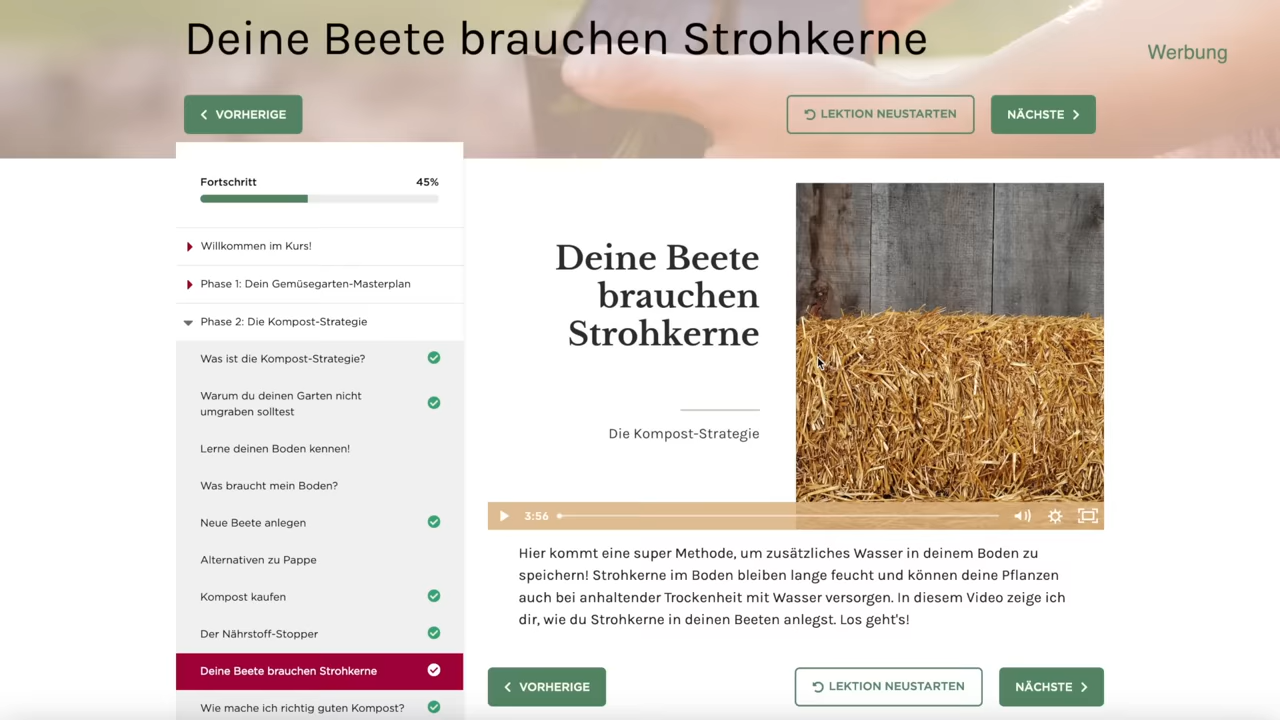 Deine Beete brauchen Strohkerne
Werbung
VORHERIGE
LEKTION NEUSTARTEN
NÄCHSTE
Fortschritt
45%
Willkommen im Kurs!
Phase 1: Dein Gemüsegarten-Masterplan
Phase 2: Die Kompost-Strategie
Was ist die Kompost-Strategie?
Warum du deinen Garten nicht
umgraben solltest
Lerne deinen Boden kennen!
Was braucht mein Boden?
Neue Beete anlegen
Alternativen zu Pappe
Kompost kaufen
Der Nährstoff-Stopper
Deine Beete brauchen Strohkerne
Wie mache ich richtig guten Kompost?
Deine Beete
brauchen
Strohkerne
Die Kompost-Strategie
3:56
Hier kommt eine super Methode, um zusätzliches Wasser in deinem Boden zu
speichern! Strohkerne im Boden bleiben lange feucht und können deine Pflanzen
auch bei anhaltender Trockenheit mit Wasser versorgen. In diesem Video zeige ich
dir, wie du Strohkerne in deinen Beeten anlegst. Los geht's!
VORHERIGE
LEKTION NEUSTARTEN
NÄCHSTE